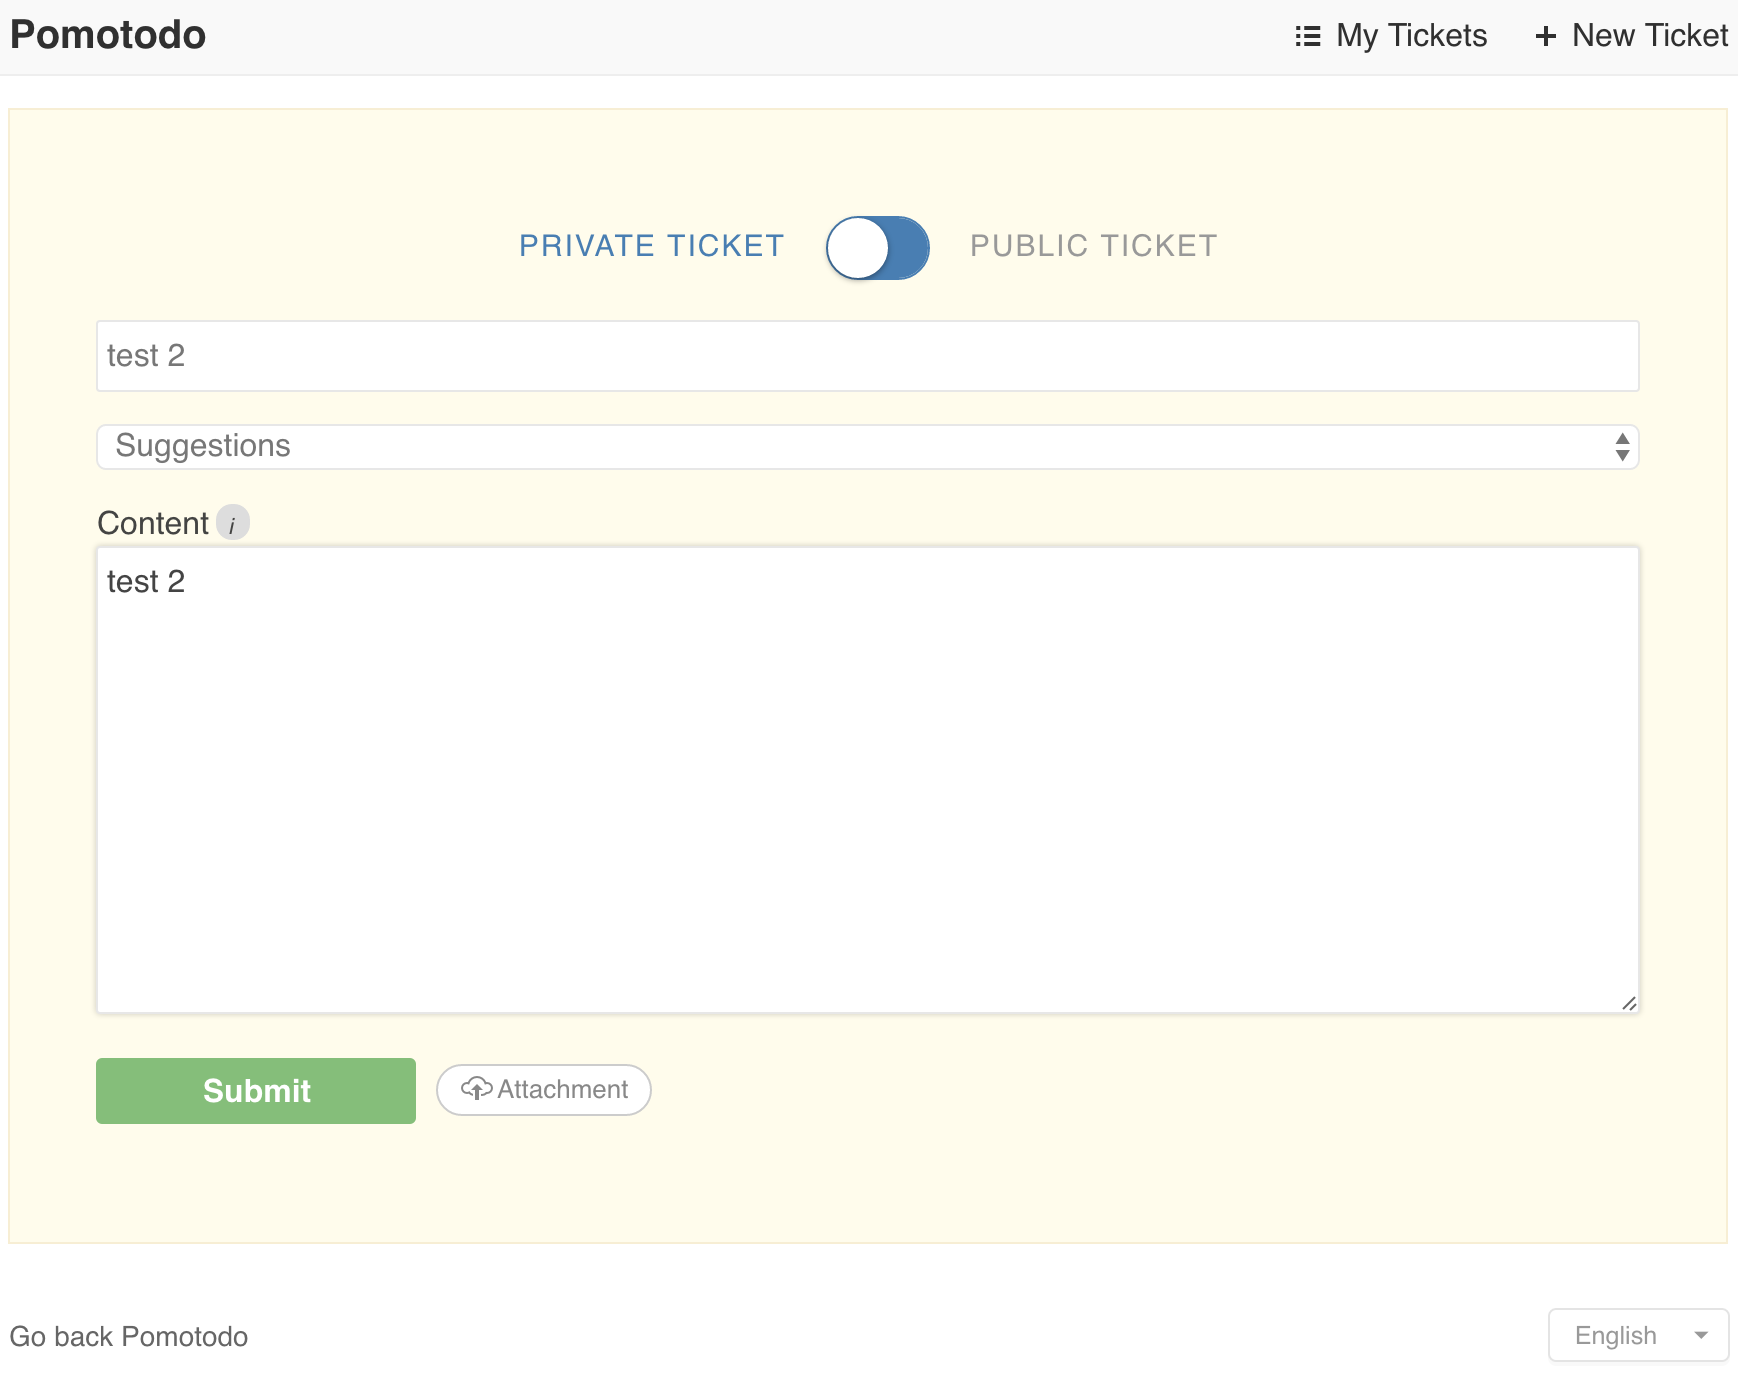 Pomotodo
My Tickets
+ New Ticket
PRIVATE TICKET
PUBLIC TICKET
test 2
Suggestions
Content i
test 2
Submit
Attachment
Go back Pomotodo
English